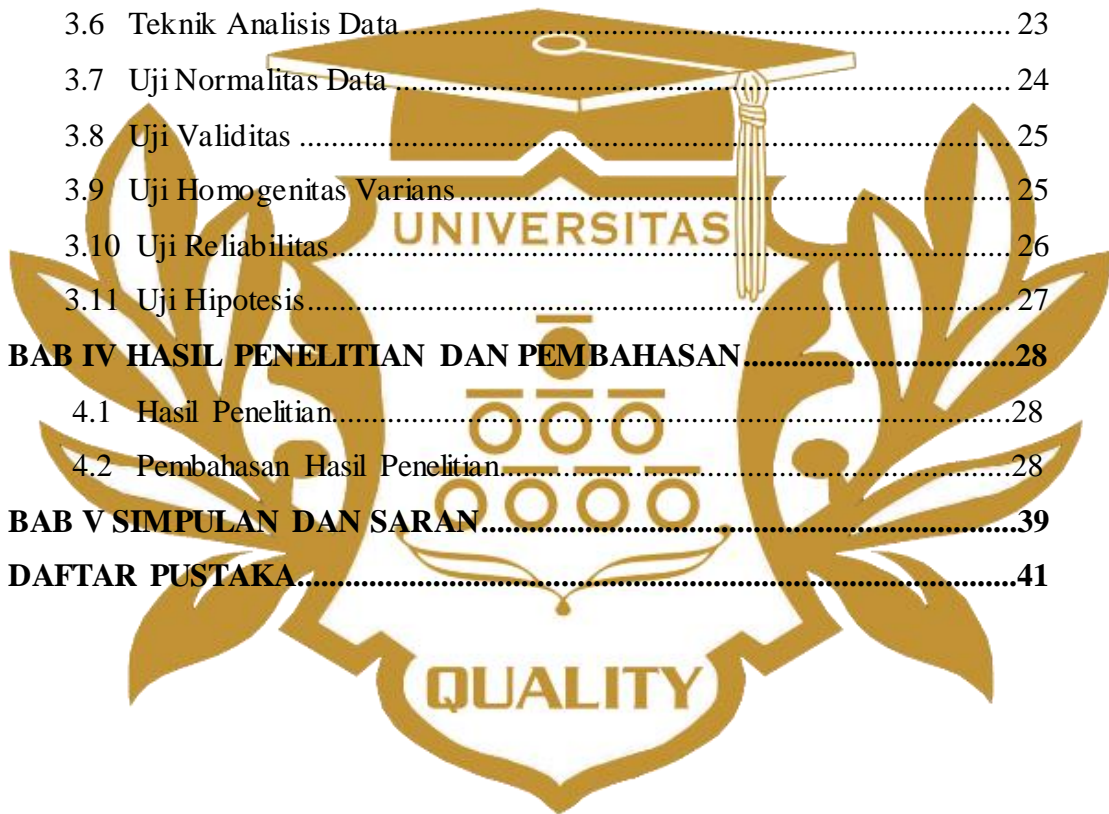 3.6 Teknik Analisis Data ........................................ 23
3.7 Uji Normalitas Data ........................................ 24
3.8 Uji Validitas ........................................ 25
3.9 Uji Homogenitas Varians ........................................ 25
UNIVERSITAS
3.10 Uji Reliabilitas ........................................ 26
3.11 Uji Hipotesis ........................................ 27
BAB IV HASIL PENELITIAN DAN PEMBAHASAN ........................................ 28
4.1 Hasil Penelitian ........................................ 28
4.2 Pembahasan Hasil Penelitian ........................................ 28
BAB V SIMPULAN DAN SARAN ........................................ 39
DAFTAR PUSTAKA ........................................ 41
QUALITY